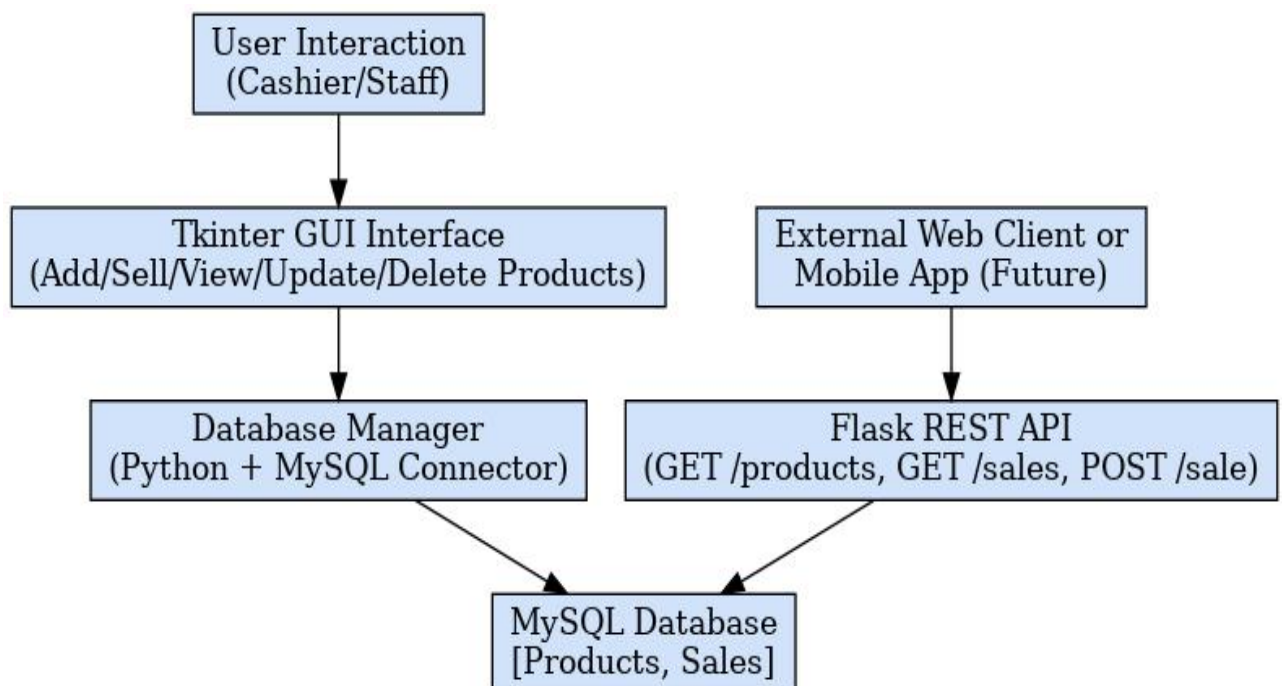 User Interaction
(Cashier/Staff)
Tkinter GUI Interface
(Add/Sell/View/Update/Delete Products)
External Web Client or
Mobile App (Future)
Database Manager
(Python + MySQL Connector)
Flask REST API
(GET /products, GET /sales, POST /sale)
MySQL Database
[Products, Sales]